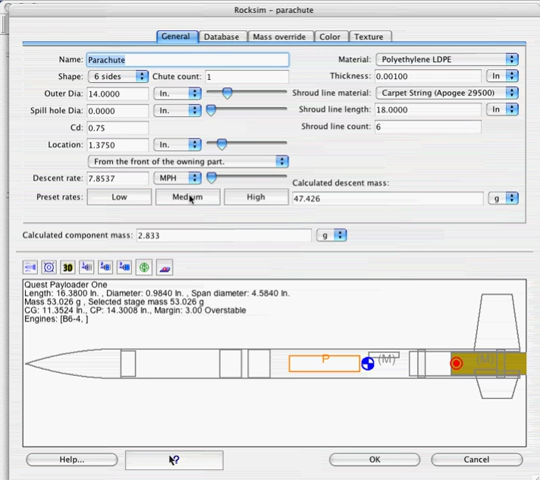 Rocksim - parachute
General Database Mass override Color Texture
Name: Parachute Material: Polyethylene LDPE
Shape: 6 sides Chute count: 1 Thickness: 0.00100 In
Outer Dia: 14.0000 In. Shroud line material: Carpet String (Apogee 29500)
Spill hole Dia: 0.0000 In. Shroud line length: 18.0000 In
Cd: 0.75 Shroud line count: 6
Location: 1.3750 In.
From the front of the owning part.
Descent rate: 7.8537 MPH Calculated descent mass:
Preset rates: Low Medium High 47.426 g
Calculated component mass: 2.833 g
3D
Quest Payloader One
Length: 16.3800 In. , Diameter: 0.9840 In. , Span diameter: 4.5840 In.
Mass 53.026 g , Selected stage mass 53.026 g
CG: 11.3524 In., CP: 14.3008 In., Margin: 3.00 Overstable
Engines: [B6-4, ]
P (M) (M)
Help... ? OK Cancel